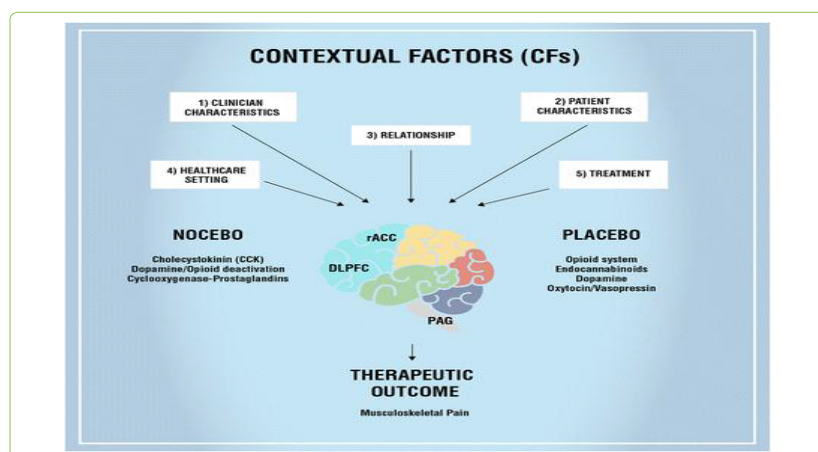 CONTEXTUAL FACTORS (CFs)
1) CLINICIAN
CHARACTERISTICS
2) PATIENT
CHARACTERISTICS
3) RELATIONSHIP
4) HEALTHCARE
SETTING
5) TREATMENT
NOCEBO
Cholecystokinin (CCK)
Dopamine/Opioid deactivation
Cyclooxygenase-Prostaglandins
rACC
DLPFC
PAG
PLACEBO
Opioid system
Endocannabinoids
Dopamine
Oxytocin/Vasopressin
THERAPEUTIC
OUTCOME
Musculoskeletal Pain